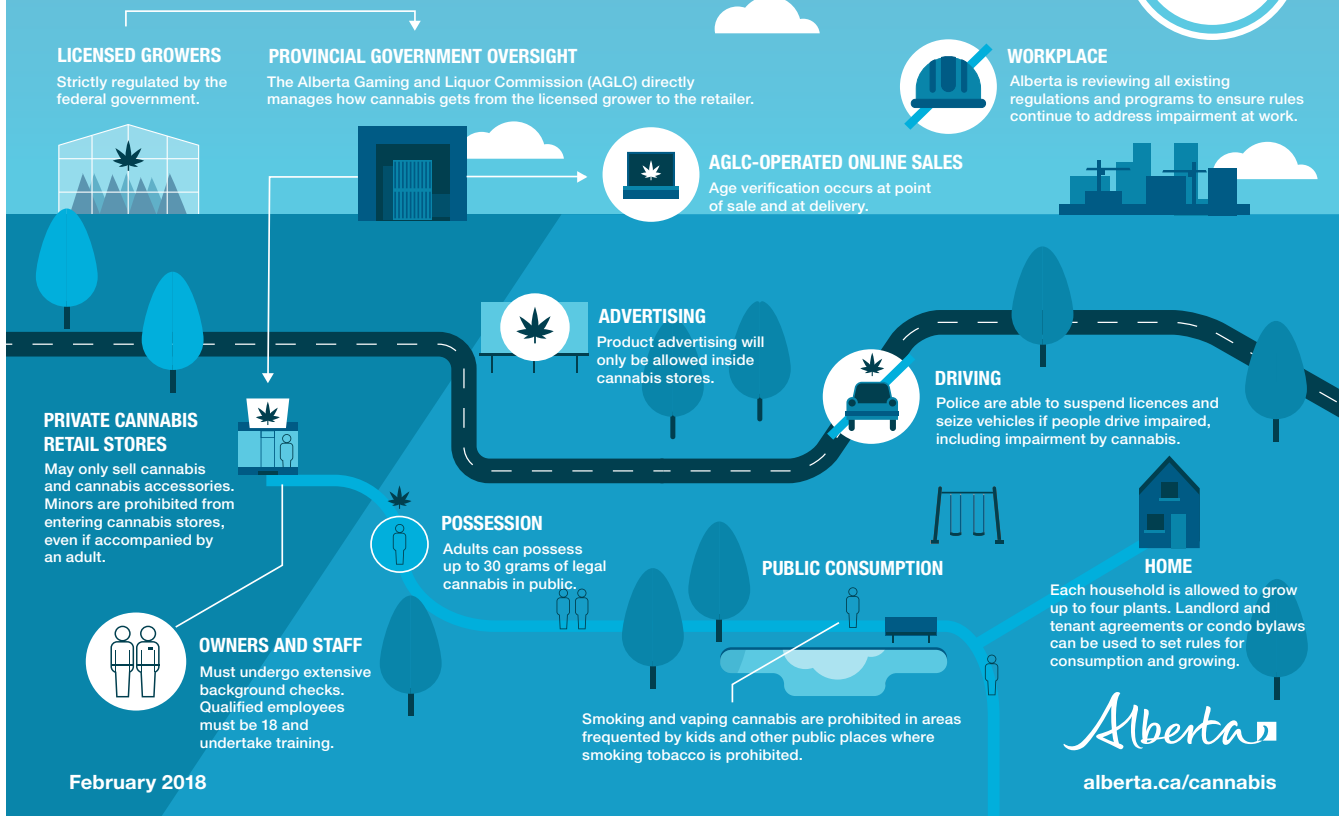 LICENSED GROWERS
Strictly regulated by the
federal government.
PROVINCIAL GOVERNMENT OVERSIGHT
The Alberta Gaming and Liquor Commission (AGLC) directly
manages how cannabis gets from the licensed grower to the retailer.
WORKPLACE
Alberta is reviewing all existing
regulations and programs to ensure rules
continue to address impairment at work.
AGLC-OPERATED ONLINE SALES
Age verification occurs at point
of sale and at delivery.
ADVERTISING
Product advertising will
only be allowed inside
cannabis stores.
DRIVING
Police are able to suspend licences and
seize vehicles if people drive impaired,
including impairment by cannabis.
PRIVATE CANNABIS
RETAIL STORES
May only sell cannabis
and cannabis accessories.
Minors are prohibited from
entering cannabis stores,
even if accompanied by
an adult.
POSSESSION
Adults can possess
up to 30 grams of legal
cannabis in public.
PUBLIC CONSUMPTION
HOME
Each household is allowed to grow
up to four plants. Landlord and
tenant agreements or condo bylaws
can be used to set rules for
consumption and growing.
OWNERS AND STAFF
Must undergo extensive
background checks.
Qualified employees
must be 18 and
undertake training.
Smoking and vaping cannabis are prohibited in areas
frequented by kids and other public places where
smoking tobacco is prohibited.
Alberta
February 2018
alberta.ca/cannabis